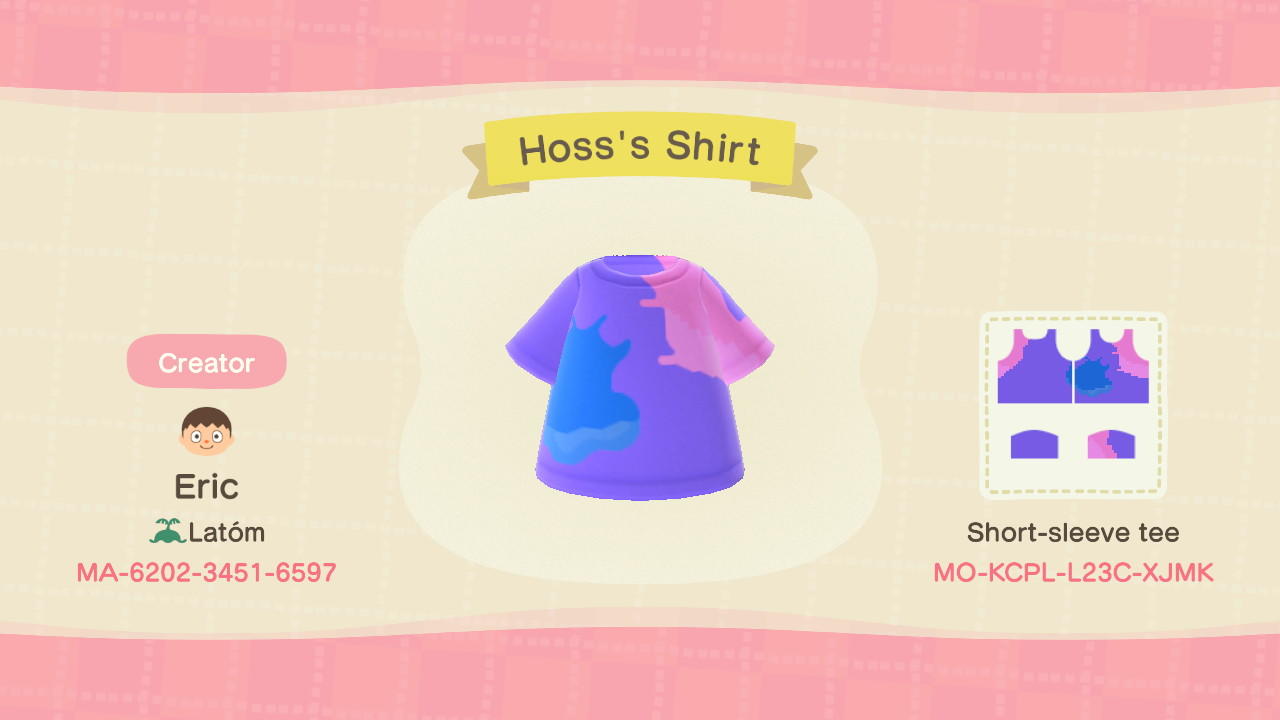 Hoss's Shirt
Creator
Eric
Latóm
MA-6202-3451-6597
Short-sleeve tee
MO-KCPL-L23C-XJMK